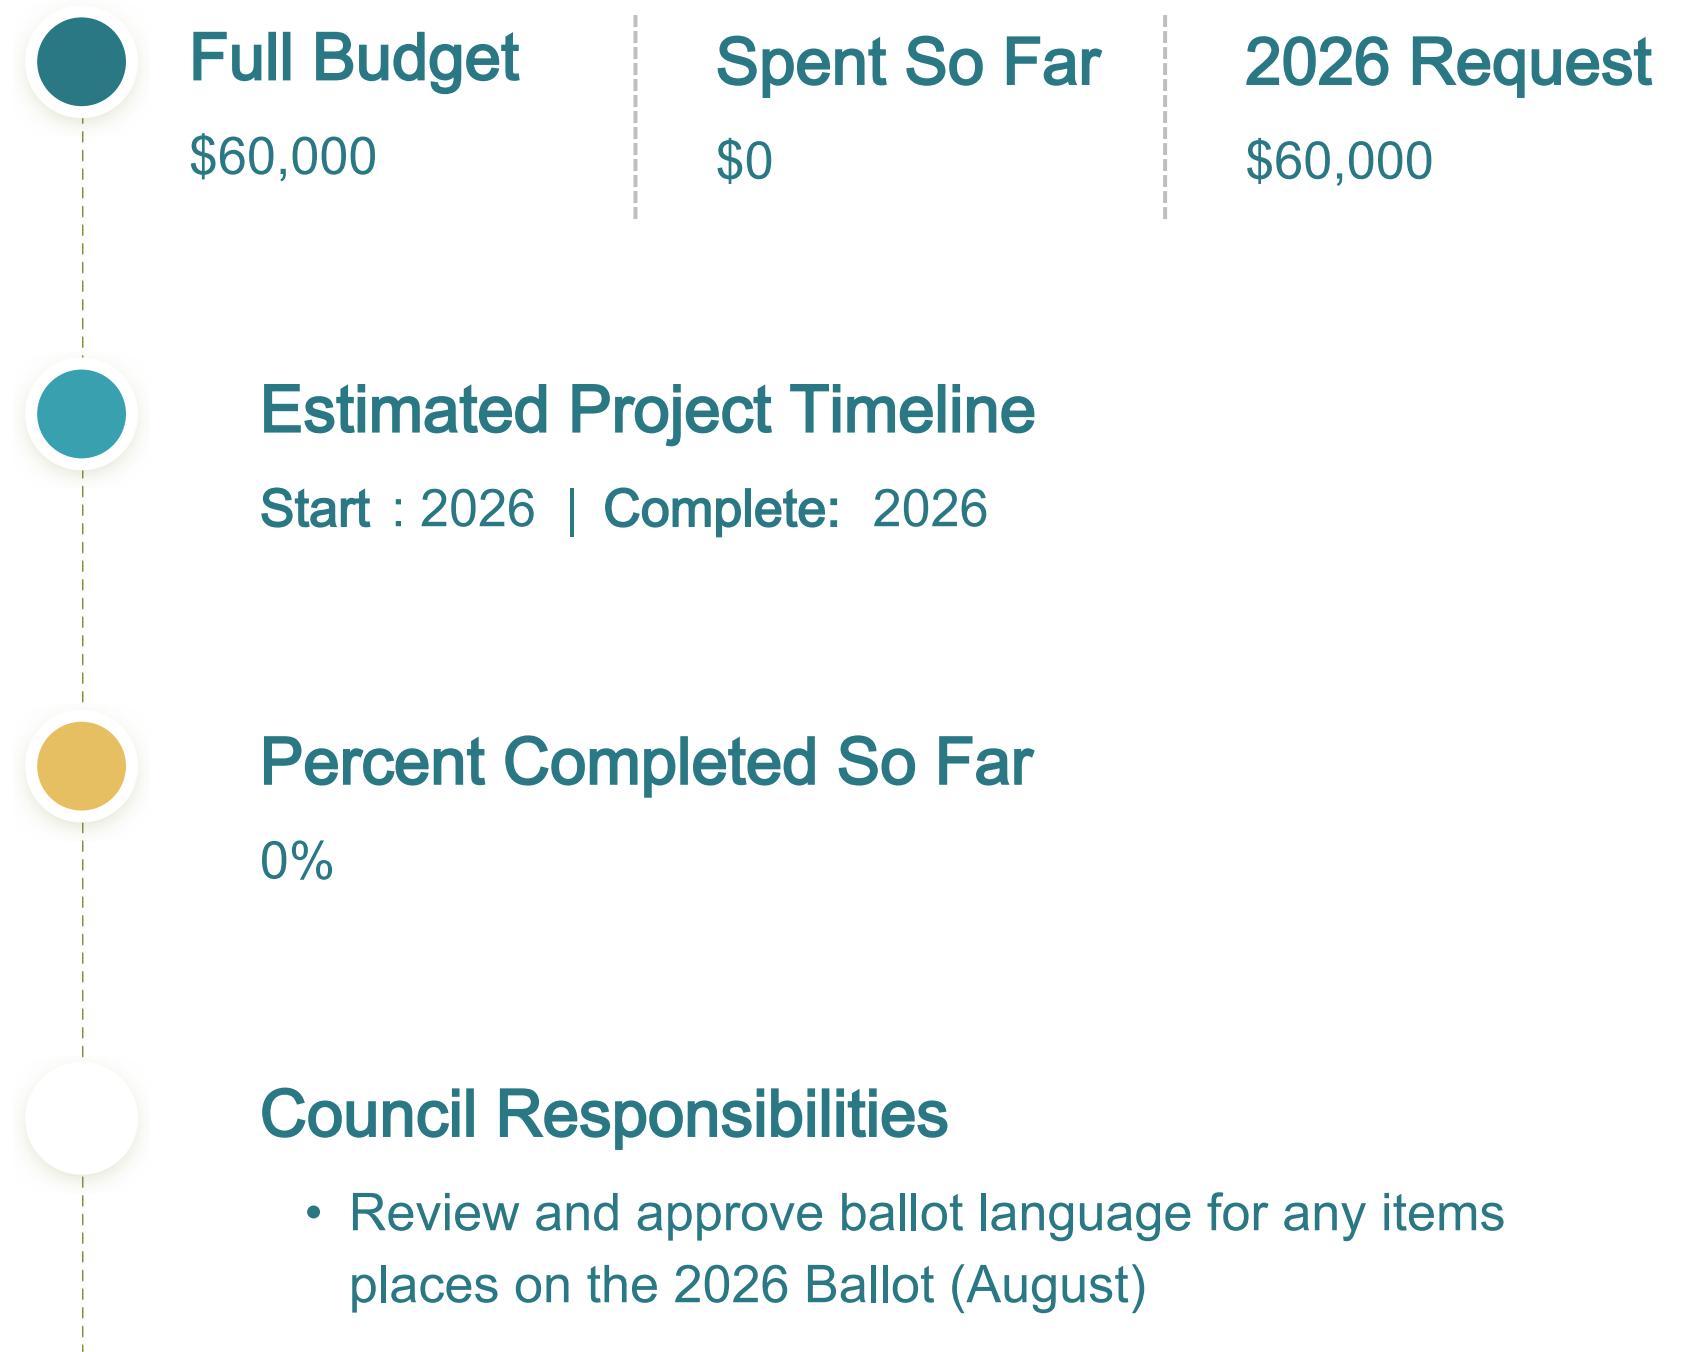 Full Budget
$60,000
Spent So Far
$0
2026 Request
$60,000
Estimated Project Timeline
Start : 2026 | Complete: 2026
Percent Completed So Far
0%
Council Responsibilities
• Review and approve ballot language for any items
places on the 2026 Ballot (August)